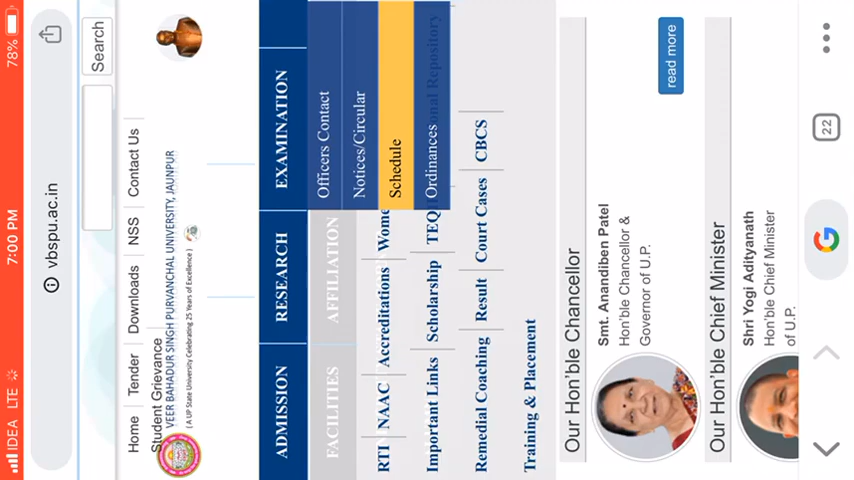 IDEA LTE
7:00 PM
78%
vbspu.ac.in
Search
Home
Tender
Downloads
NSS
Contact Us
Student Grievance
VEER BAHADUR SINGH PURVANCHAL UNIVERSITY, JAUNPUR
( A UP State University Celebrating 25 Years of Excellence )
ADMISSION
RESEARCH
EXAMINATION
FACILITIES
AFFILIATION
Officers Contact
Notices/Circular
Schedule
Ordinances
RTI
NAAC
Accreditations
Important Links
Scholarship
Repository
Remedial Coaching
Result
Court Cases
CBCS
Training & Placement
Our Hon'ble Chancellor
Smt. Anandiben Patel
Hon'ble Chancellor &
Governor of U.P.
read more
Our Hon'ble Chief Minister
Shri Yogi Adityanath
Hon'ble Chief Minister
of U.P.
22
G